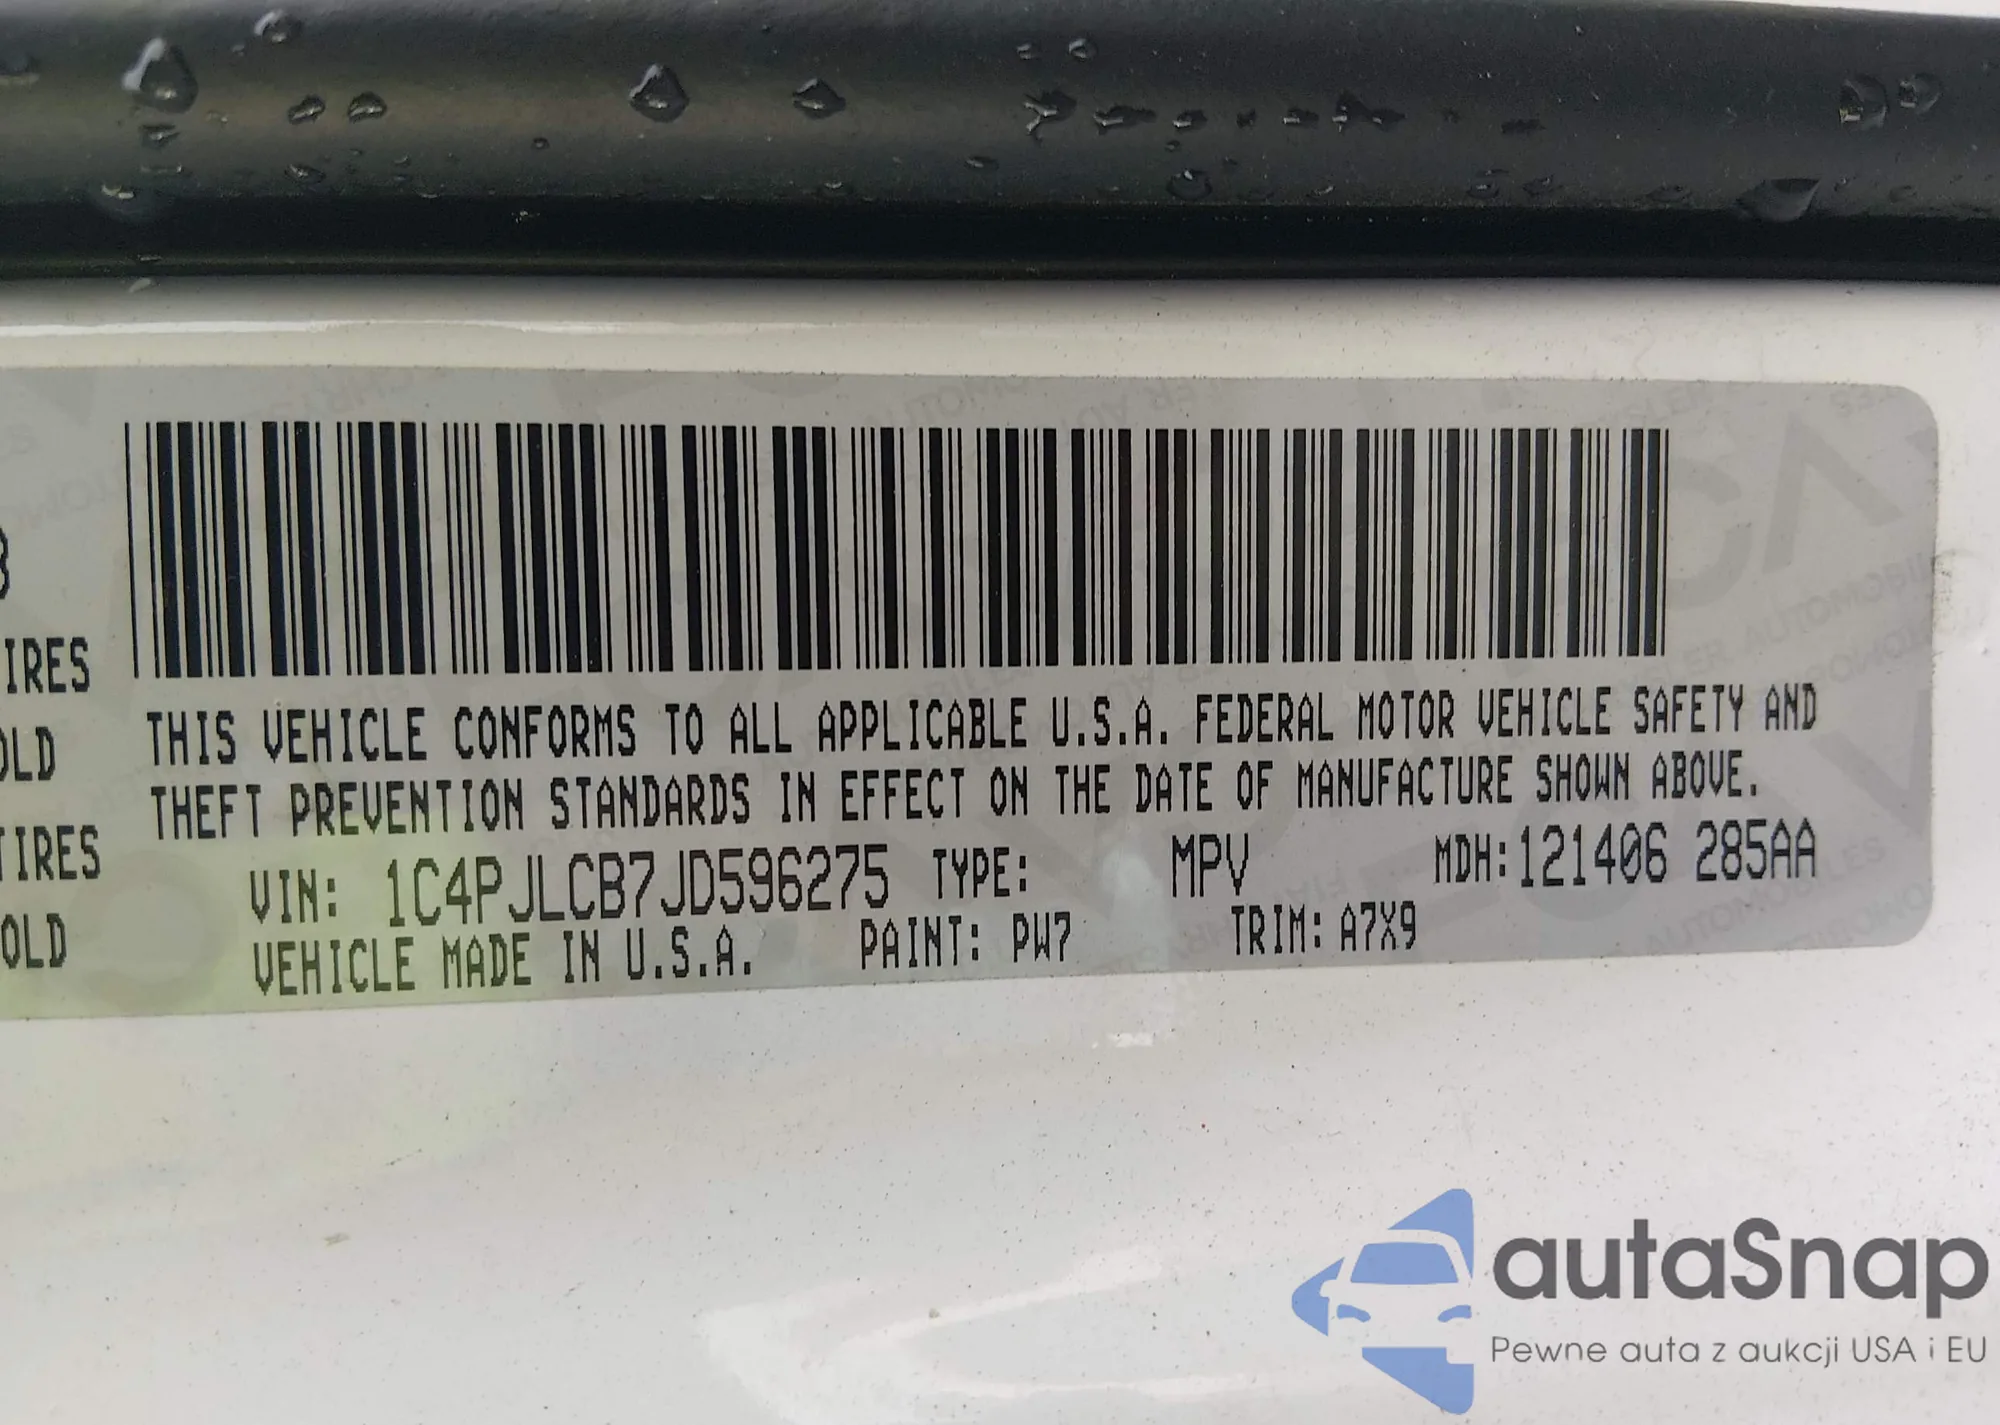 IRES
OLD
TIRES
OLD
THIS VEHICLE CONFORMS TO ALL APPLICABLE U.S.A. FEDERAL MOTOR VEHICLE SAFETY AND
THEFT PREVENTION STANDARDS IN EFFECT ON THE DATE OF MANUFACTURE SHOWN ABOVE.
VIN: 1C4PJLCB7JD596275 TYPE: MPV MDH:121406 285AA
VEHICLE MADE IN U.S.A. PAINT: PW7 TRIM: A7X9
autaSnap
Pewne auta z aukcji USA i EU